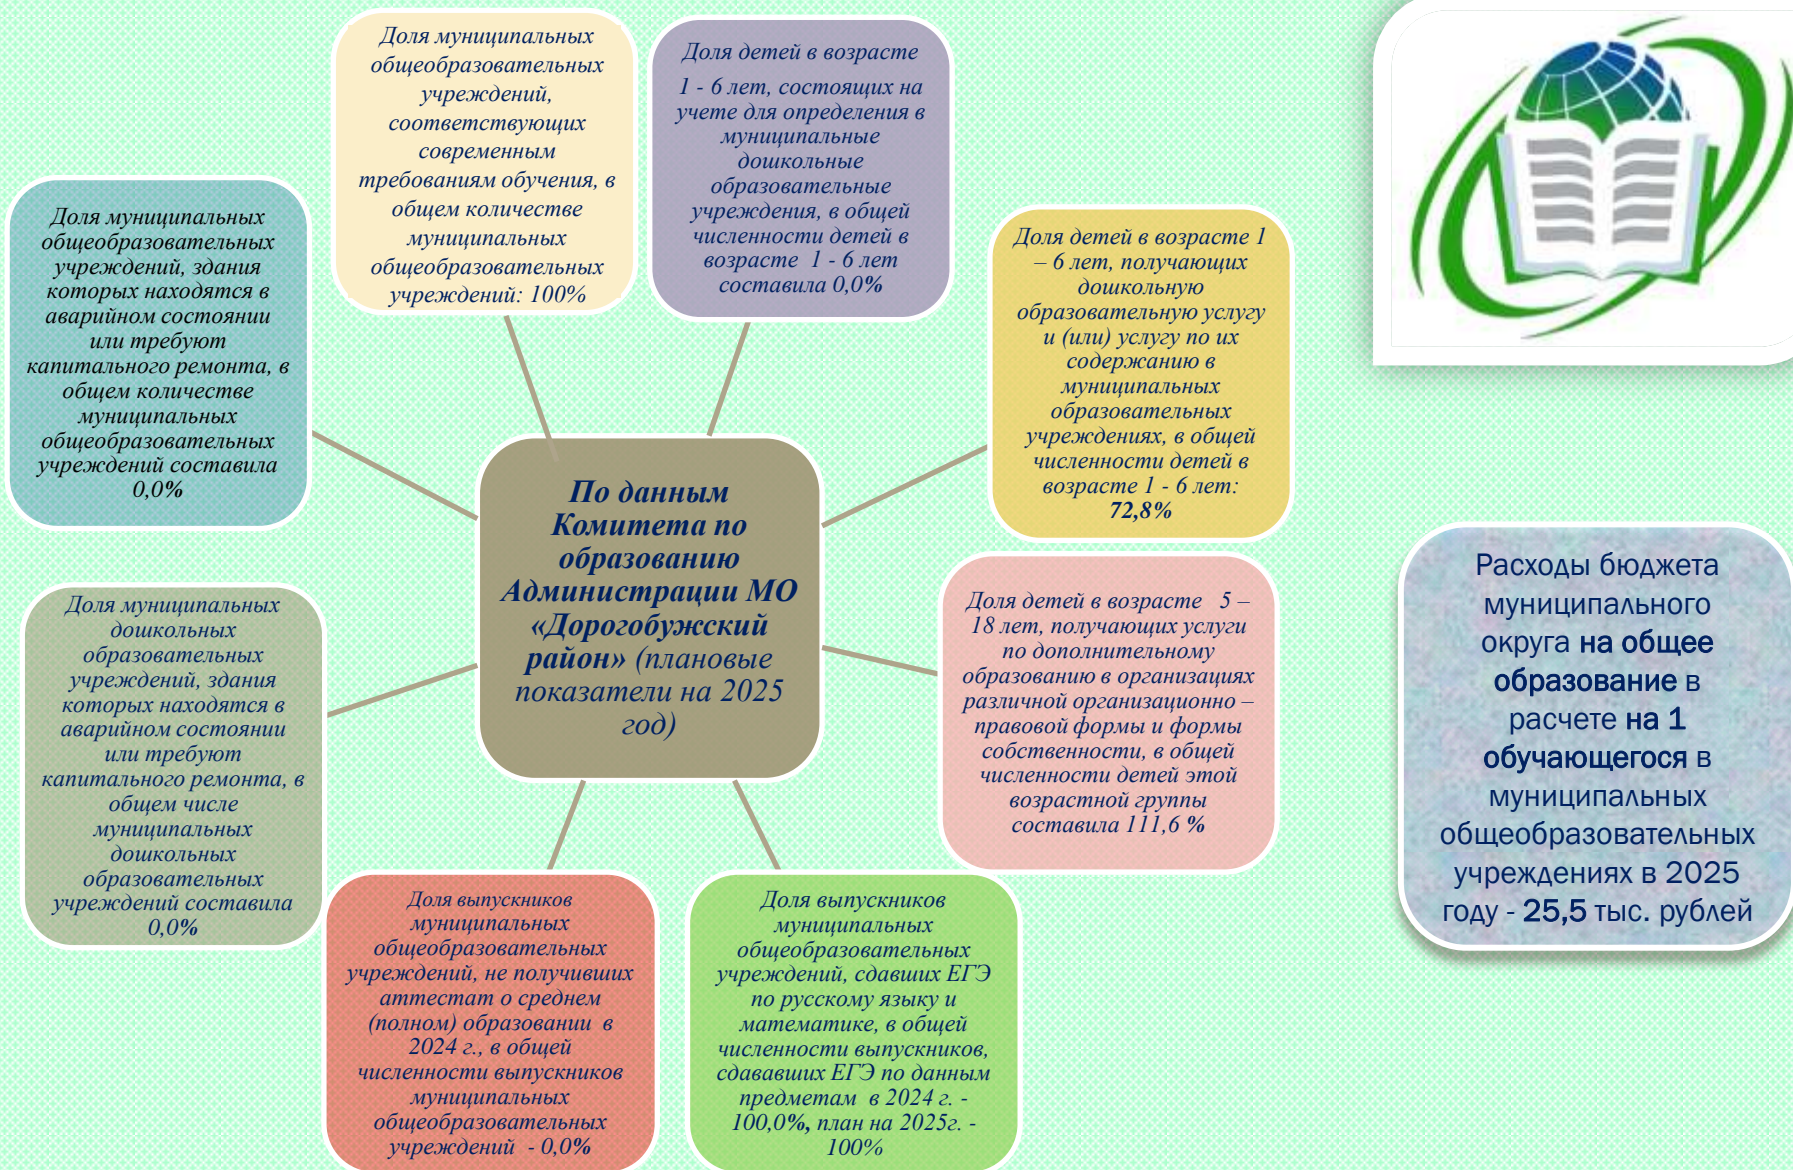 Доля муниципальных
общеобразовательных
учреждений,
соответствующих
современным
требованиям обучения, в
общем количестве
муниципальных
общеобразовательных
учреждений: 100%
Доля детей в возрасте
1 - 6 лет, состоящих на
учете для определения в
муниципальные
дошкольные
образовательные
учреждения, в общей
численности детей в
возрасте 1 - 6 лет
составила 0,0%
Доля детей в возрасте 1
– 6 лет, получающих
дошкольную
образовательную услугу
и (или) услугу по их
содержанию в
муниципальных
образовательных
учреждениях, в общей
численности детей в
возрасте 1 - 6 лет:
72,8%
Доля детей в возрасте 5 –
18 лет, получающих услуги
по дополнительному
образованию в организациях
различной организационно –
правовой формы и формы
собственности, в общей
численности детей этой
возрастной группы
составила 111,6 %
Доля выпускников
муниципальных
общеобразовательных
учреждений, сдавших ЕГЭ
по русскому языку и
математике, в общей
численности выпускников,
сдававших ЕГЭ по данным
предметам в 2024 г. -
100,0%, план на 2025г. -
100%
Доля выпускников
муниципальных
общеобразовательных
учреждений, не получивших
аттестат о среднем
(полном) образовании в
2024 г., в общей
численности выпускников
муниципальных
общеобразовательных
учреждений - 0,0%
Доля муниципальных
дошкольных
образовательных
учреждений, здания
которых находятся в
аварийном состоянии
или требуют
капитального ремонта, в
общем числе
муниципальных
дошкольных
образовательных
учреждений составила
0,0%
Доля муниципальных
общеобразовательных
учреждений, здания
которых находятся в
аварийном состоянии
или требуют
капитального ремонта, в
общем количестве
муниципальных
общеобразовательных
учреждений составила
0,0%
По данным
Комитета по
образованию
Администрации МО
«Дорогобужский
район» (плановые
показатели на 2025
год)
Расходы бюджета
муниципального
округа на общее
образование в
расчете на 1
обучающегося в
муниципальных
общеобразовательных
учреждениях в 2025
году - 25,5 тыс. рублей